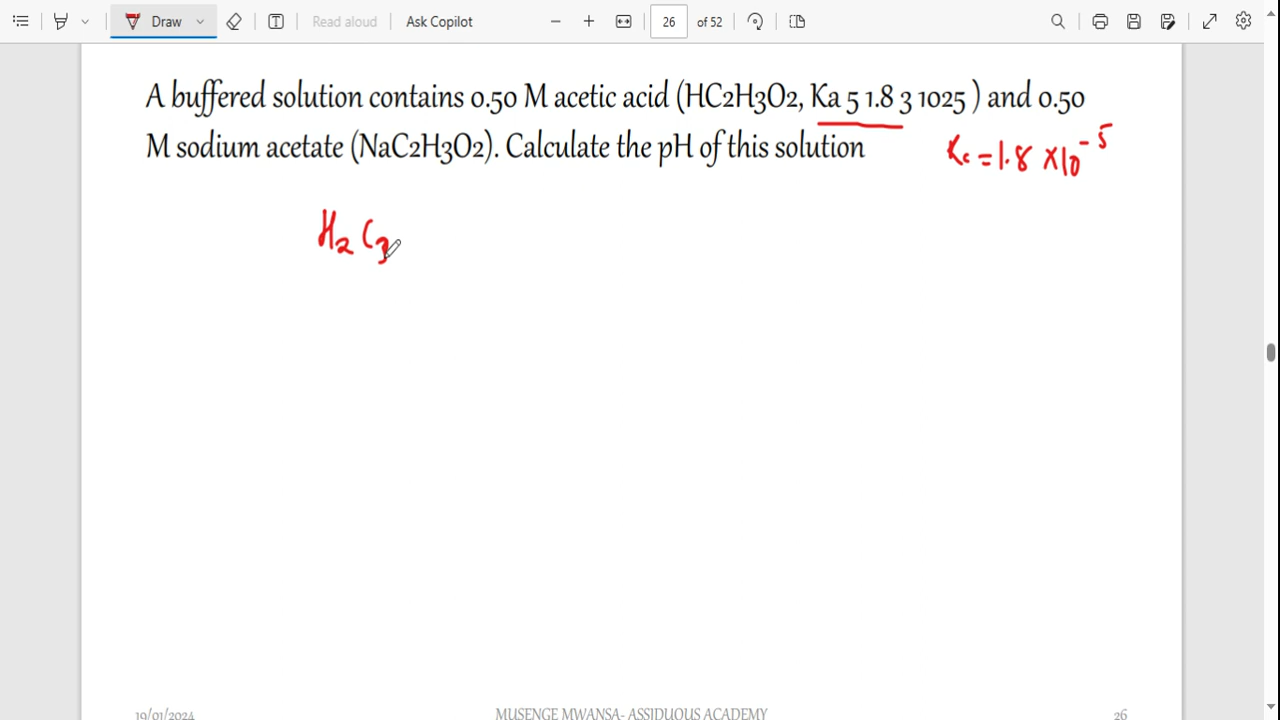 Draw
Read aloud
Ask Copilot
26
of 52
A buffered solution contains 0.50 M acetic acid (HC2H3O2, Ka 5 1.8 3 1025 ) and 0.50
M sodium acetate (NaC2H3O2). Calculate the pH of this solution
Kc = 1.8 × 10⁻⁵
H₂ C₃
19/01/2024
MUSENGE MWANSA- ASSIDUOUS ACADEMY
26